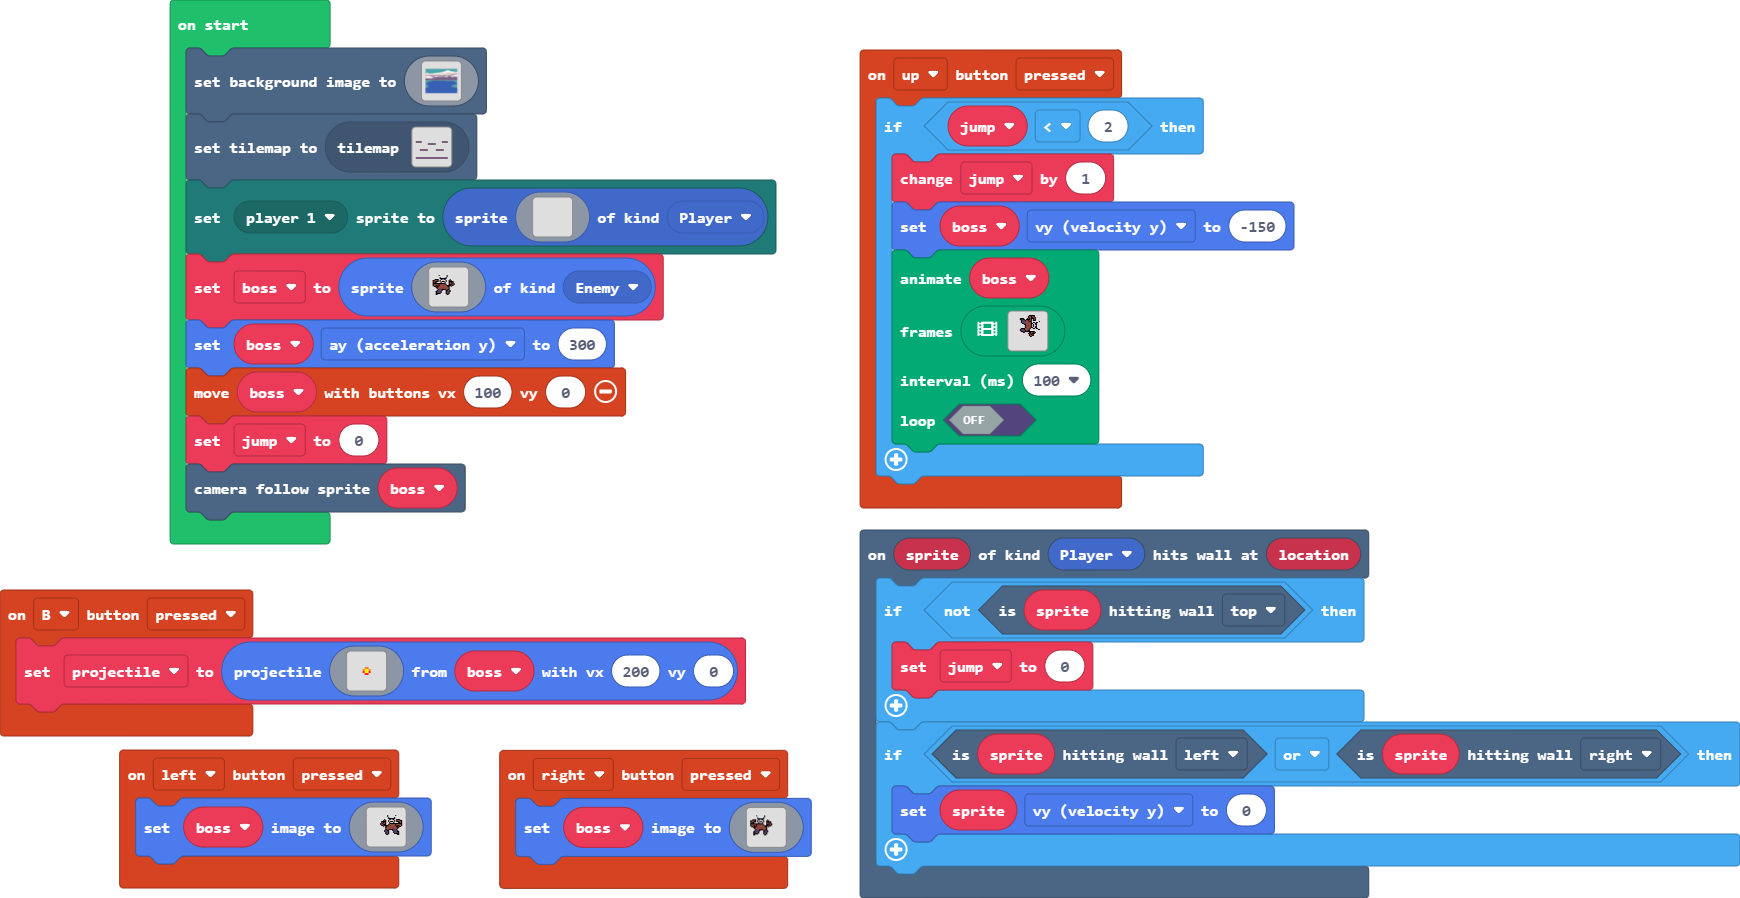 on start
set background image to
set tilemap to tilemap
set player 1 sprite to sprite of kind Player
set boss to sprite of kind Enemy
set boss ay (acceleration y) to 300
move boss with buttons vx 100 vy 0
set jump to 0
camera follow sprite boss
on B button pressed
set projectile to projectile from boss with vx 200 vy 0
on left button pressed
set boss image to
on right button pressed
set boss image to
on up button pressed
if jump < 2 then
change jump by 1
set boss vy (velocity y) to -150
animate boss
frames
interval (ms) 100
loop OFF
on sprite of kind Player hits wall at location
if not is sprite hitting wall top then
set jump to 0
if is sprite hitting wall left or is sprite hitting wall right then
set sprite vy (velocity y) to 0